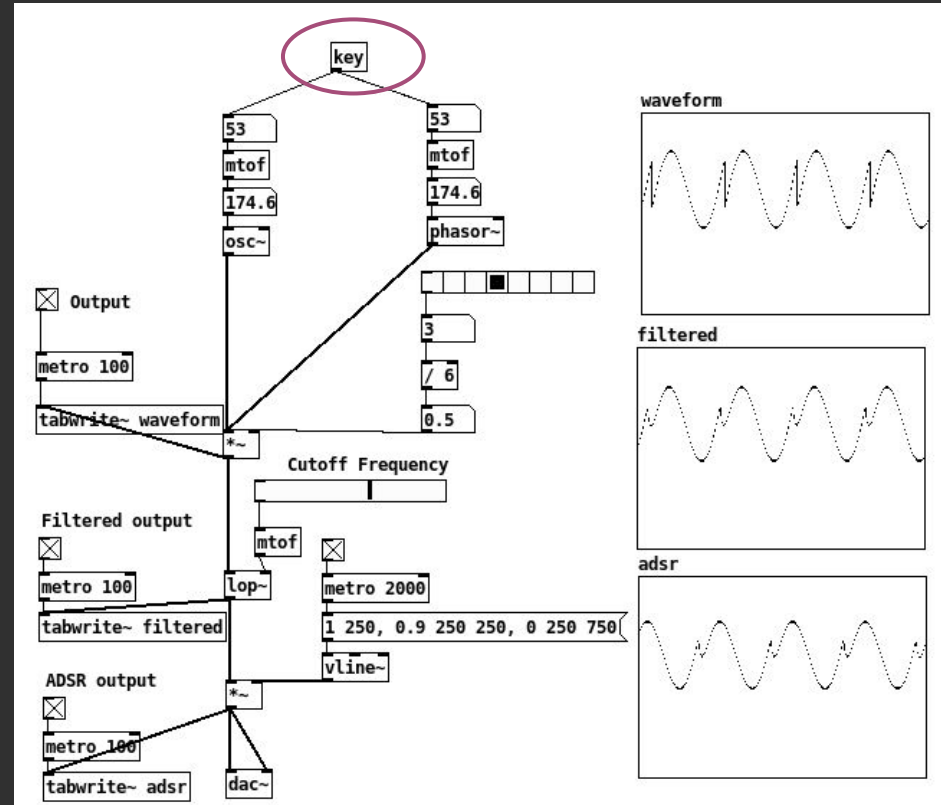 key
53
53
mtof
mtof
174.6
174.6
osc~
phasor~
Output
3
metro 100
/ 6
tabwrite~ waveform
0.5
*~
Cutoff Frequency
Filtered output
mtof
metro 100
lop~
metro 2000
tabwrite~ filtered
1 250, 0.9 250 250, 0 250 750
vline~
ADSR output
*~
metro 100
tabwrite~ adsr
dac~
waveform
filtered
adsr